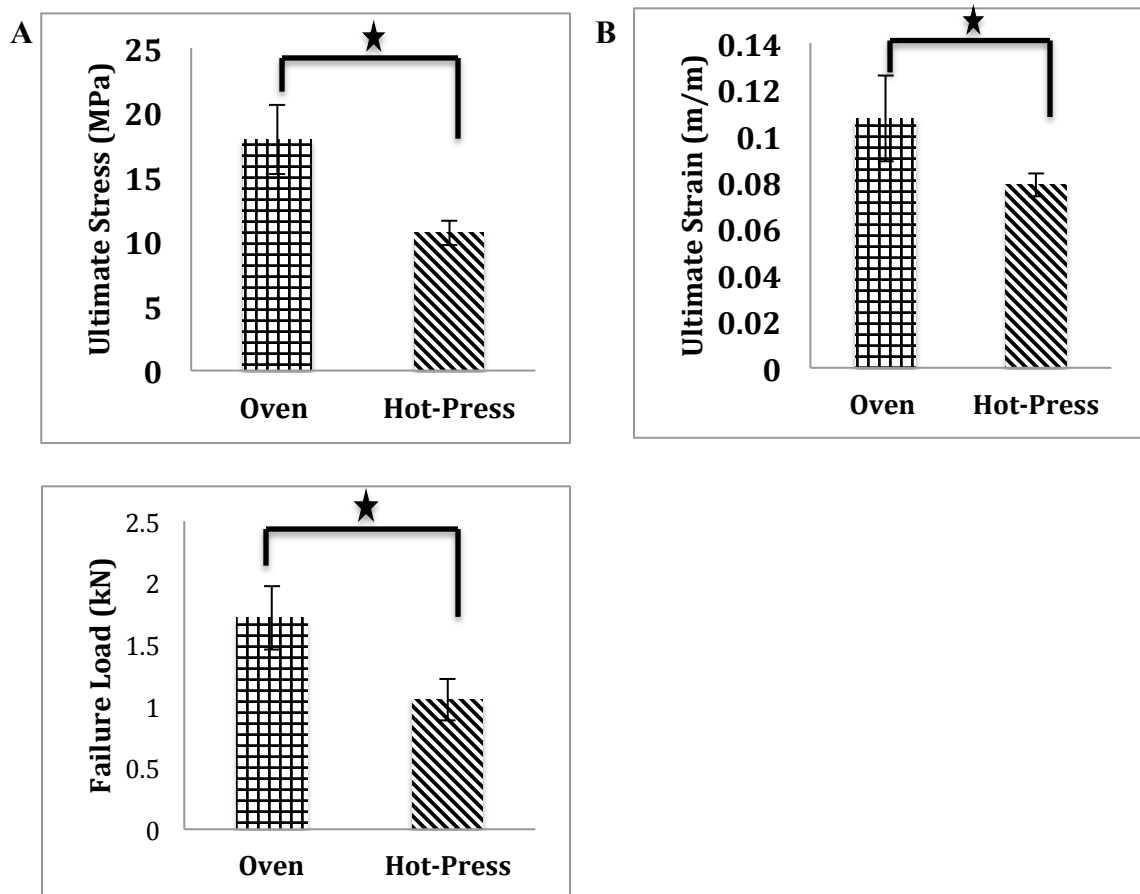 A
Ultimate Stress (MPa)
25
20
15
10
5
0
Oven Hot-Press
B
Ultimate Strain (m/m)
0.14
0.12
0.1
0.08
0.06
0.04
0.02
0
Oven Hot-Press
Failure Load (kN)
2.5
2
1.5
1
0.5
0
Oven Hot-Press